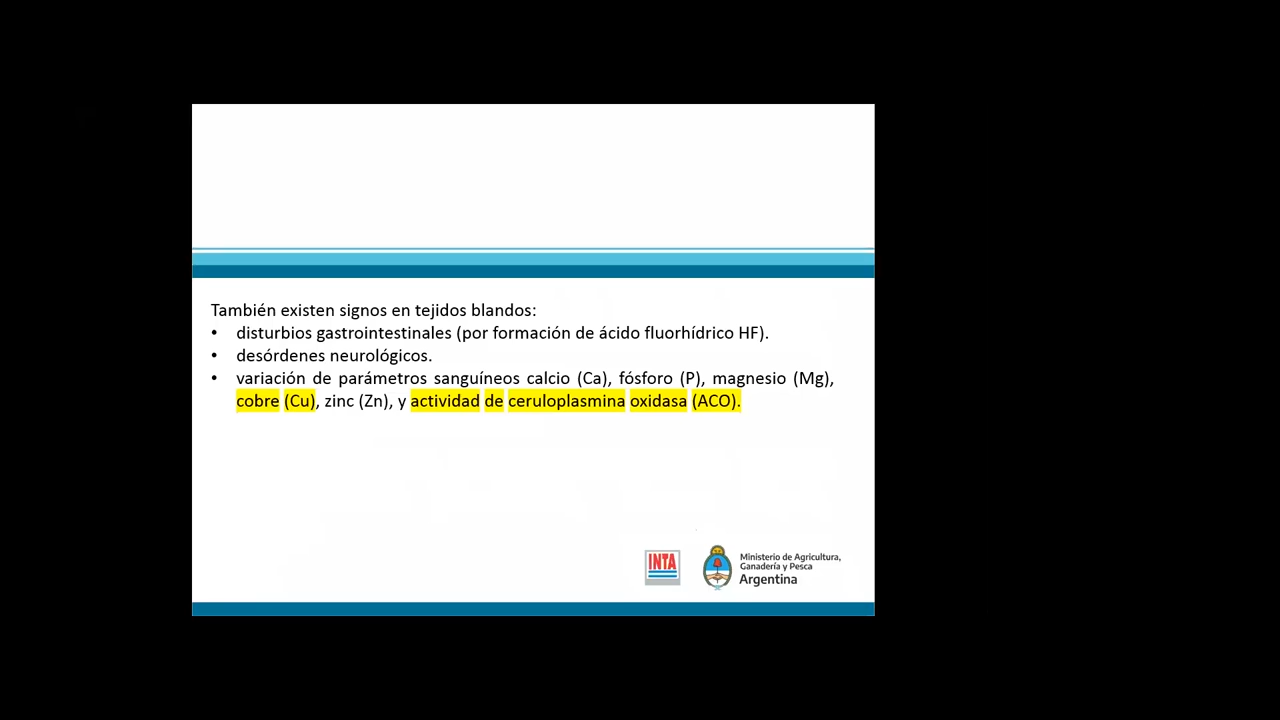 También existen signos en tejidos blandos:
• disturbios gastrointestinales (por formación de ácido fluorhídrico HF).
• desórdenes neurológicos.
• variación de parámetros sanguíneos calcio (Ca), fósforo (P), magnesio (Mg),
cobre (Cu), zinc (Zn), y actividad de ceruloplasmina oxidasa (ACO).
INTA
Ministerio de Agricultura,
Ganadería y Pesca
Argentina